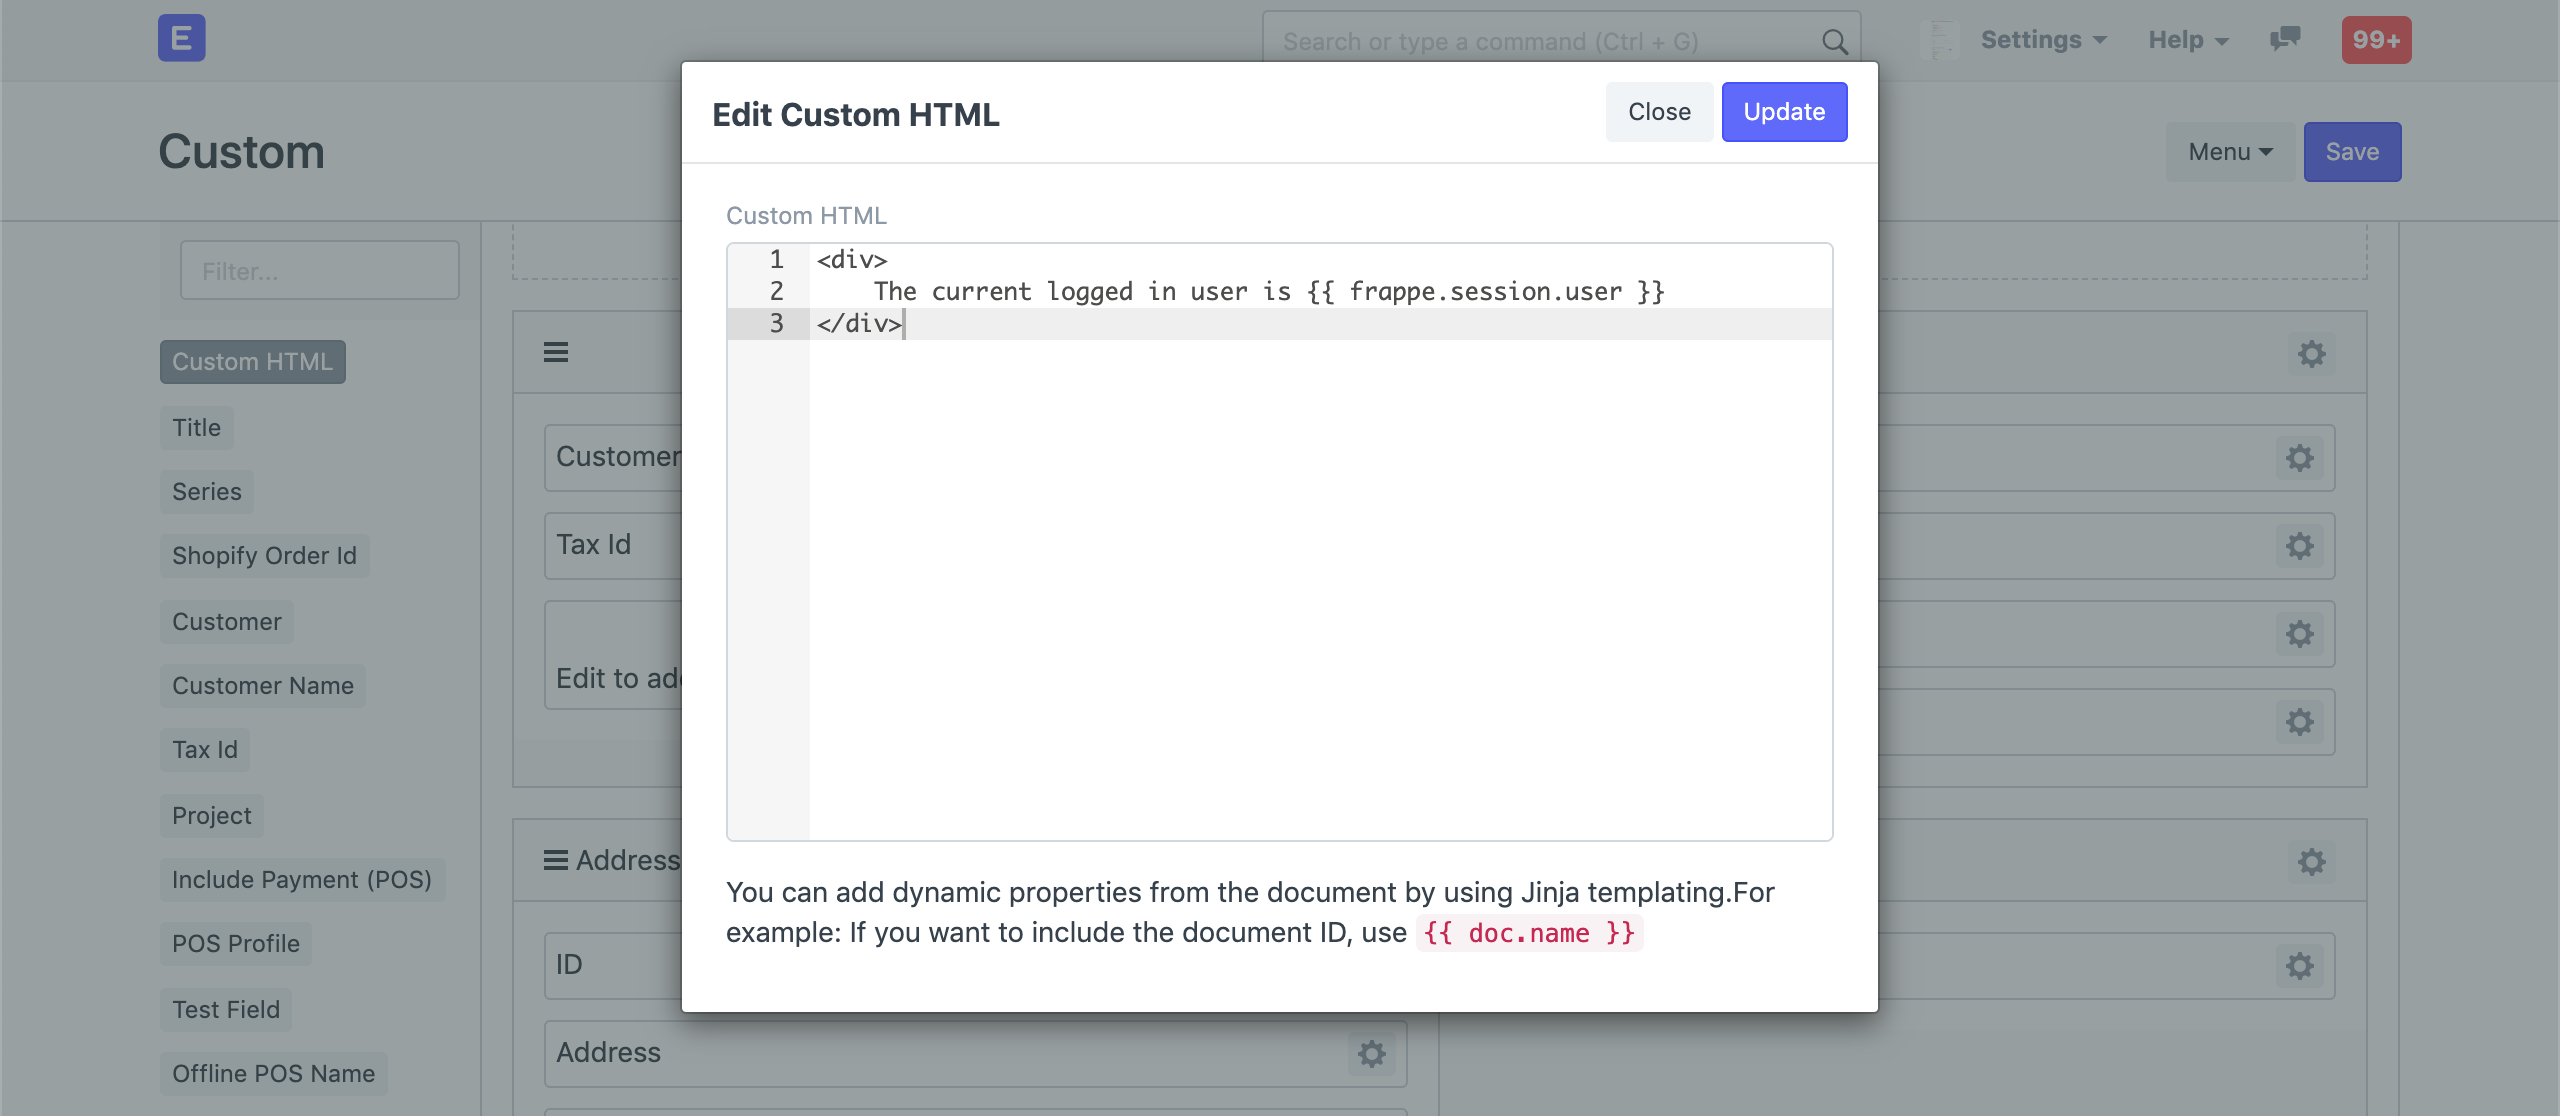 E
Search or type a command (Ctrl + G)
Settings
Help
99+
Custom
Menu
Save
Edit Custom HTML
Close
Update
Custom HTML
1 <div>
2 The current logged in user is {{ frappe.session.user }}
3 </div>
You can add dynamic properties from the document by using Jinja templating.For
example: If you want to include the document ID, use {{ doc.name }}
Filter...
Custom HTML
Title
Series
Shopify Order Id
Customer
Customer Name
Tax Id
Project
Include Payment (POS)
POS Profile
Test Field
Offline POS Name
Customer
Tax Id
Edit to
Address
ID
Address